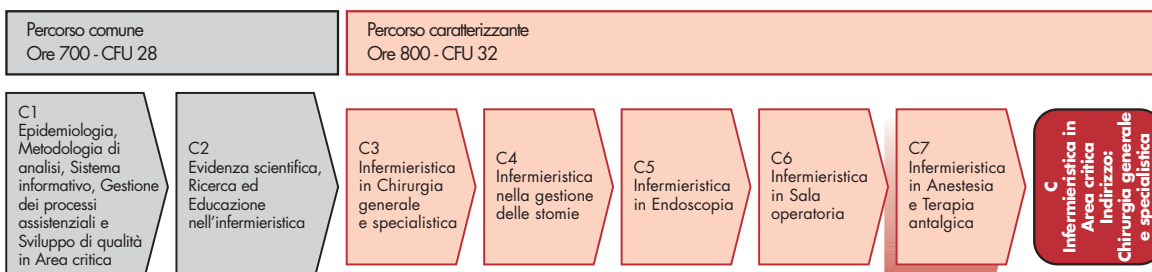 Percorso comune
Ore 700 - CFU 28
Percorso caratterizzante
Ore 800 - CFU 32
C1
Epidemiologia,
Metodologia di
analisi, Sistema
informativo, Gestione
dei processi
assistenziali e
Sviluppo di qualità
in Area critica
C2
Evidenza scientifica,
Ricerca ed
Educazione
nell’infermieristica
C3
Infermieristica
in Chirurgia
generale
e specialistica
C4
Infermieristica
nella gestione
delle stomie
C5
Infermieristica
in Endoscopia
C6
Infermieristica
in Sala
operatoria
C7
Infermieristica
in Anestesia
e Terapia
antalgica
C
Infermieristica in
Area critica
Indirizzo:
Chirurgia generale
e specialistica